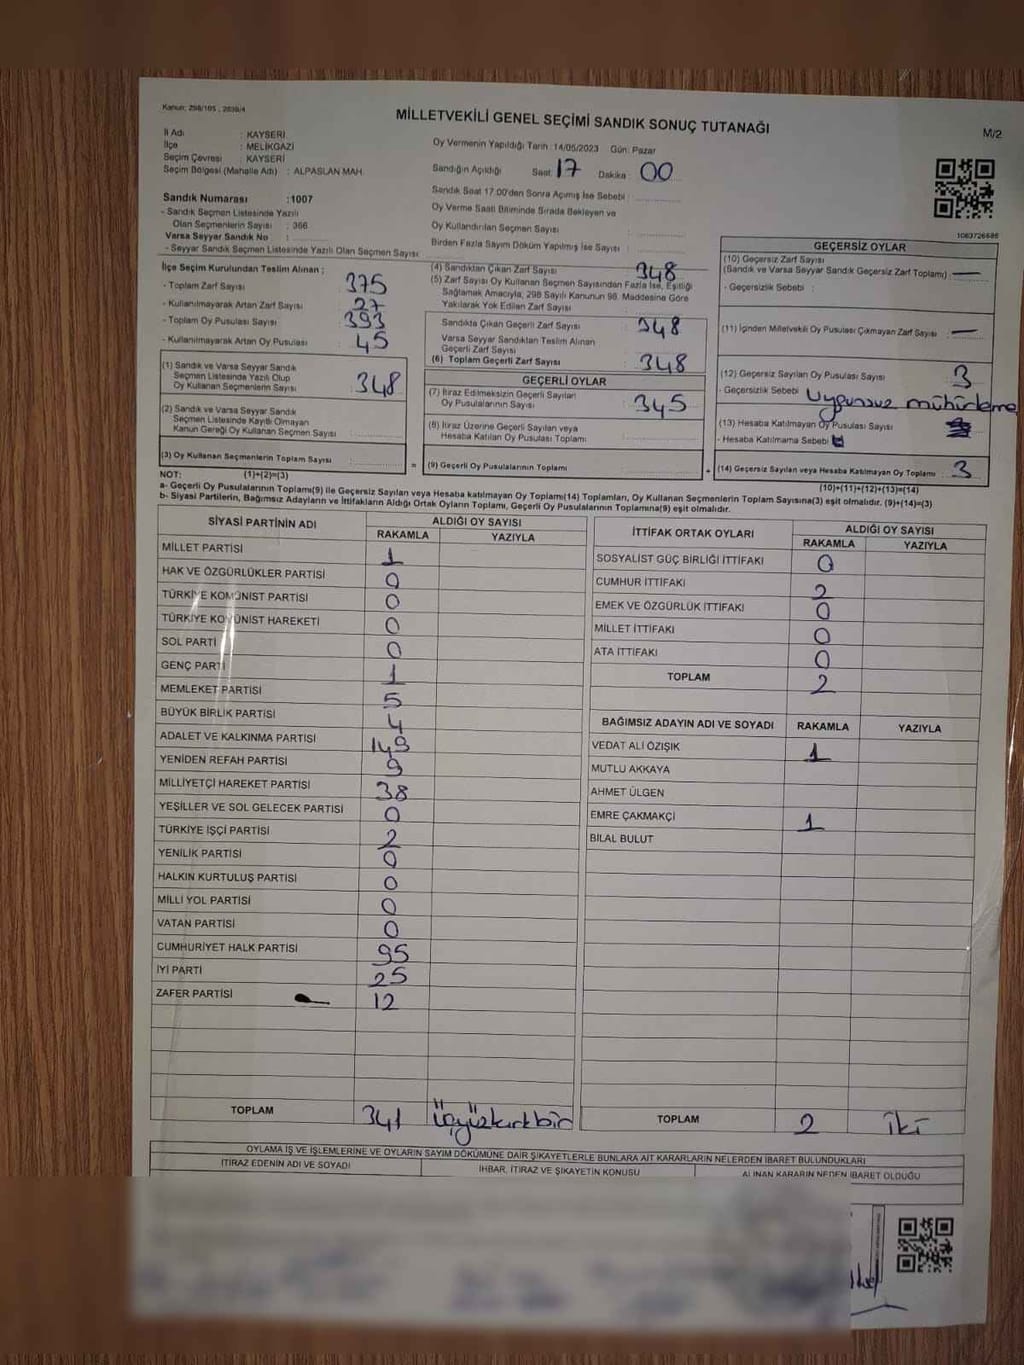 Kanun: 298/105 , 2839/4
MİLLETVEKİLİ GENEL SEÇİMİ SANDIK SONUÇ TUTANAĞI
M/2
İl Adı : KAYSERİ
İlçe : MELİKGAZİ
Seçim Çevresi : KAYSERİ
Seçim Bölgesi (Mahalle Adı) : ALPASLAN MAH.
Sandık Numarası :1007
- Sandık Seçmen Listesinde Yazılı
Olan Seçmenlerin Sayısı : 366
Varsa Seyyar Sandık No :
- Seyyar Sandık Seçmen Listesinde Yazılı Olan Seçmen Sayısı
Oy Vermenin Yapıldığı Tarih :14/05/2023 Gün: Pazar
Sandığın Açıldığı Saat: 17 Dakika : 00
Sandık Saat 17.00'den Sonra Açımış İse Sebebi :
Oy Verme Saati Bitiminde Sırada Bekleyen ve
Oy Kullandırılan Seçmen Sayısı :
Birden Fazla Sayım Döküm Yapılmış İse Sayısı :
1063726686
İlçe Seçim Kurulundan Teslim Alınan ;
- Toplam Zarf Sayısı : 375
- Kullanılmayarak Artan Zarf Sayısı : 27
- Toplam Oy Pusulası Sayısı : 393
- Kullanılmayarak Artan Oy Pusulası : 45
(1) Sandık ve Varsa Seyyar Sandık
Seçmen Listesinde Yazılı Olup
Oy Kullanan Seçmenlerin Sayısı : 348
(2) Sandık ve Varsa Seyyar Sandık
Seçmen Listesinde Kayıtlı Olmayan
Kanun Gereği Oy Kullanan Seçmen Sayısı :
(3) Oy Kullanan Seçmenlerin Toplam Sayısı :
NOT: (1)+(2)=(3)
(4) Sandıktan Çıkan Zarf Sayısı : 348
(5) Zarf Sayısı Oy Kullanan Seçmen Sayısından Fazla İse, Eşitliği
Sağlamak Amacıyla, 298 Sayılı Kanunun 98. Maddesine Göre
Yakılarak Yok Edilen Zarf Sayısı :
Sandıkta Çıkan Geçerli Zarf Sayısı : 348
Varsa Seyyar Sandıktan Teslim Alınan
Geçerli Zarf Sayısı
(6) Toplam Geçerli Zarf Sayısı : 348
GEÇERLİ OYLAR
(7) İtiraz Edilmeksizin Geçerli Sayılan
Oy Pusulalarının Sayısı : 345
(8) İtiraz Üzerine Geçerli Sayılan veya
Hesaba Katılan Oy Pusulası Toplamı :
= (9) Geçerli Oy Pusulalarının Toplamı :
GEÇERSİZ OYLAR
(10) Geçersiz Zarf Sayısı
(Sandık ve Varsa Seyyar Sandık Geçersiz Zarf Toplamı) : —
- Geçersizlik Sebebi :
(11) İçinden Milletvekili Oy Pusulası Çıkmayan Zarf Sayısı : —
(12) Geçersiz Sayılan Oy Pusulası Sayısı : 3
- Geçersizlik Sebebi Uygunsuz mühürleme
(13) Hesaba Katılmayan Oy Pusulası Sayısı :
- Hesaba Katılmama Sebebi
+ (14) Geçersiz Sayılan veya Hesaba Katılmayan Oy Toplamı : 3
(10)+(11)+(12)+(13)=(14)
a- Geçerli Oy Pusulalarının Toplamı(9) ile Geçersiz Sayılan veya Hesaba katılmayan Oy Toplamı(14) Toplamları, Oy Kullanan Seçmenlerin Toplam Sayısına(3) eşit olmalıdır. (9)+(14)=(3)
b- Siyasi Partilerin, Bağımsız Adayların ve İttifakların Aldığı Ortak Oyların Toplamı, Geçerli Oy Pusulalarının Toplamına(9) eşit olmalıdır.
SİYASİ PARTİNİN ADI ALDIĞI OY SAYISI
RAKAMLA YAZIYLA
MİLLET PARTİSİ 1
HAK VE ÖZGÜRLÜKLER PARTİSİ 0
TÜRKİYE KOMÜNİST PARTİSİ 0
TÜRKİYE KOMÜNİST HAREKETİ 0
SOL PARTİ 0
GENÇ PARTİ 1
MEMLEKET PARTİSİ 5
BÜYÜK BİRLİK PARTİSİ 4
ADALET VE KALKINMA PARTİSİ 149
YENİDEN REFAH PARTİSİ 9
MİLLİYETÇİ HAREKET PARTİSİ 38
YEŞİLLER VE SOL GELECEK PARTİSİ 0
TÜRKİYE İŞÇİ PARTİSİ 2
YENİLİK PARTİSİ 0
HALKIN KURTULUŞ PARTİSİ 0
MİLLİ YOL PARTİSİ 0
VATAN PARTİSİ 0
CUMHURİYET HALK PARTİSİ 95
İYİ PARTİ 25
ZAFER PARTİSİ 12
TOPLAM 341 üçyüzkırkbir
İTTİFAK ORTAK OYLARI ALDIĞI OY SAYISI
RAKAMLA YAZIYLA
SOSYALİST GÜÇ BİRLİĞİ İTTİFAKI 0
CUMHUR İTTİFAKI 2
EMEK VE ÖZGÜRLÜK İTTİFAKI 0
MİLLET İTTİFAKI 0
ATA İTTİFAKI 0
TOPLAM 2
BAĞIMSIZ ADAYIN ADI VE SOYADI RAKAMLA YAZIYLA
VEDAT ALİ ÖZIŞIK 1
MUTLU AKKAYA
AHMET ÜLGEN
EMRE ÇAKMAKÇİ 1
BİLAL BULUT
TOPLAM 2 iki
OYLAMA İŞ VE İŞLEMLERİNE VE OYLARIN SAYIM DÖKÜMÜNE DAİR ŞİKAYETLERLE BUNLARA AİT KARARLARIN NELERDEN İBARET BULUNDUKLARI
İTİRAZ EDENİN ADI VE SOYADI İHBAR, İTİRAZ VE ŞİKAYETİN KONUSU ALINAN KARARIN NEDEN İBARET OLDUĞU